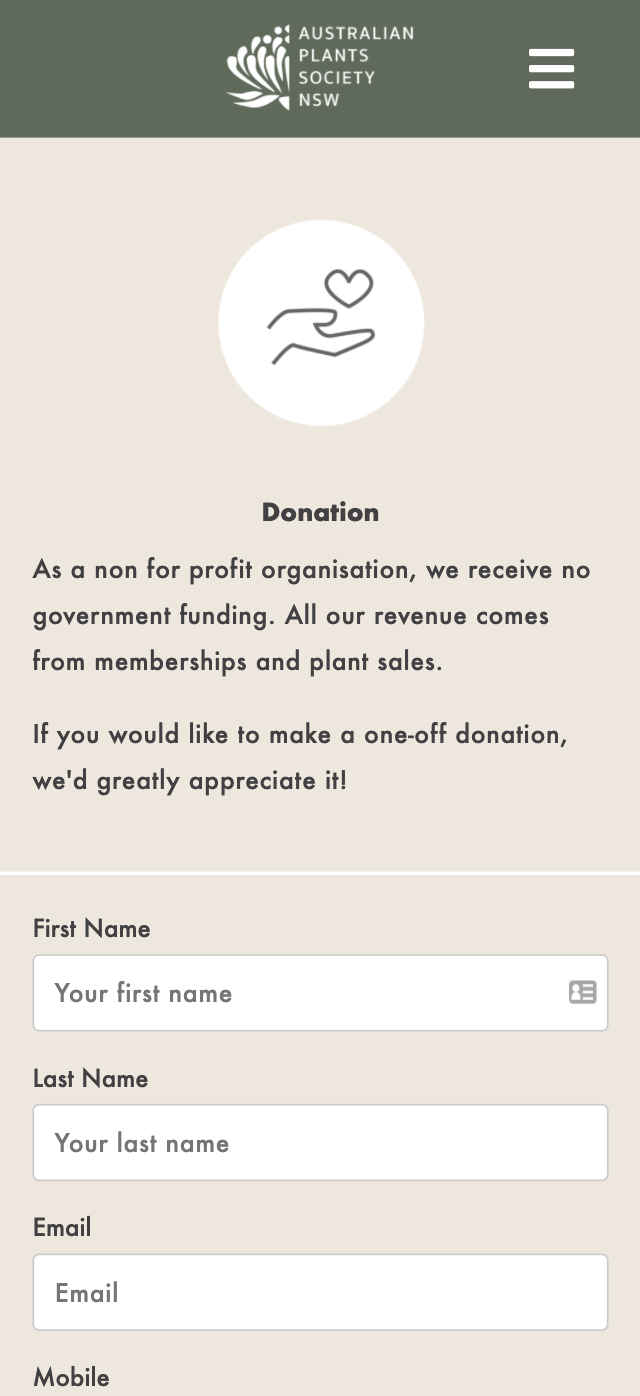 AUSTRALIAN
PLANTS
SOCIETY
NSW
Donation
As a non for profit organisation, we receive no
government funding. All our revenue comes
from memberships and plant sales.
If you would like to make a one-off donation,
we'd greatly appreciate it!
First Name
Your first name
Last Name
Your last name
Email
Email
Mobile